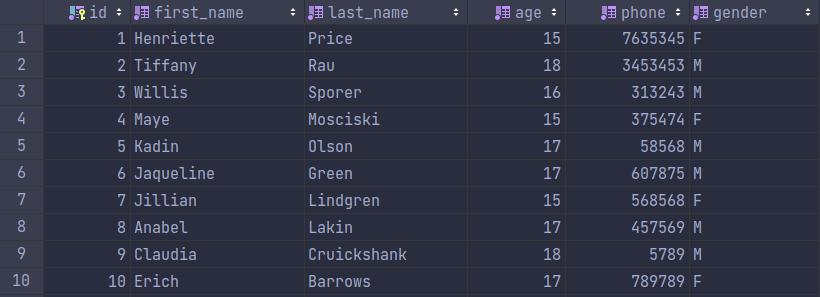 id first_name last_name age phone gender
1 1 Henriette Price 15 7635345 F
2 2 Tiffany Rau 18 3453453 M
3 3 Willis Sporer 16 313243 M
4 4 Maye Mosciski 15 375474 F
5 5 Kadin Olson 17 58568 M
6 6 Jaqueline Green 17 607875 M
7 7 Jillian Lindgren 15 568568 F
8 8 Anabel Lakin 17 457569 M
9 9 Claudia Cruickshank 18 5789 M
10 10 Erich Barrows 17 789789 F